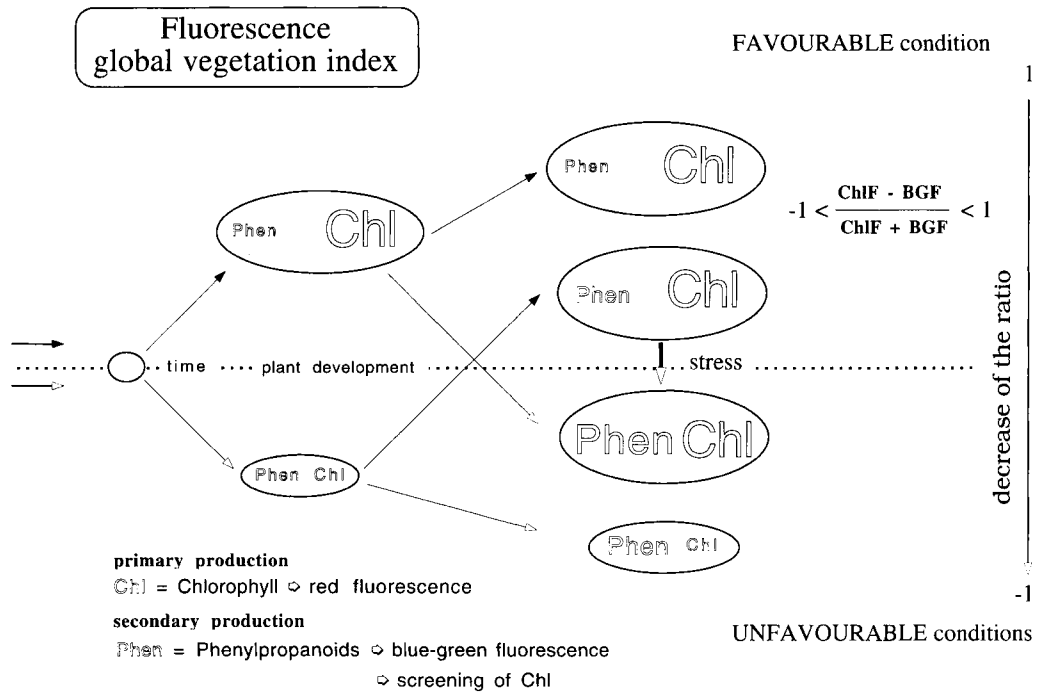 Fluorescence
global vegetation index
FAVOURABLE condition
1
Phen Chl
Phen Chl
-1 < ChlF - BGF / ChlF + BGF < 1
Phen Chl
time plant development stress
Phen Chl
Phen Chl
Phen Chl
decrease of the ratio
primary production
Chl = Chlorophyll ➩ red fluorescence
-1
secondary production
UNFAVOURABLE conditions
Phen = Phenylpropanoids ➩ blue-green fluorescence
➩ screening of Chl